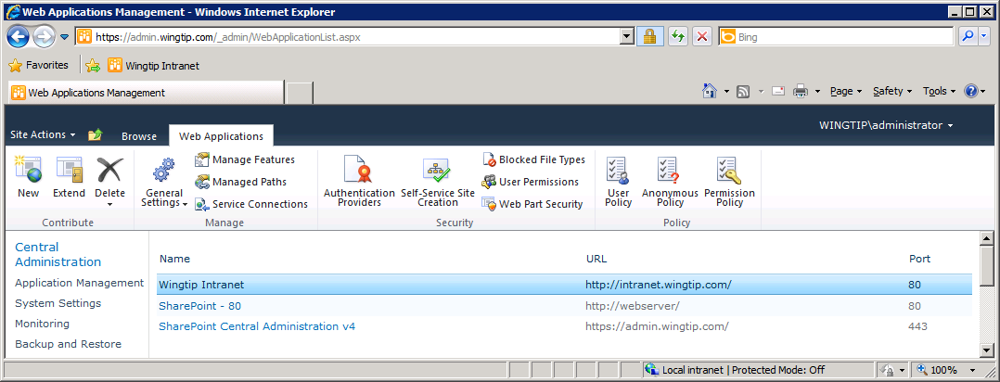 Web Applications Management - Windows Internet Explorer
https://admin.wingtip.com/_admin/WebApplicationList.aspx
Bing
Favorites
Wingtip Intranet
Web Applications Management
Page
Safety
Tools
Site Actions
Browse
Web Applications
WINGTIP\administrator
New
Extend
Delete
Contribute
General Settings
Manage Features
Managed Paths
Service Connections
Manage
Authentication Providers
Self-Service Site Creation
Blocked File Types
User Permissions
Web Part Security
Security
User Policy
Anonymous Policy
Permission Policy
Policy
Central Administration
Application Management
System Settings
Monitoring
Backup and Restore
Name URL Port
Wingtip Intranet http://intranet.wingtip.com/ 80
SharePoint - 80 http://webserver/ 80
SharePoint Central Administration v4 https://admin.wingtip.com/ 443
Local intranet | Protected Mode: Off
100%